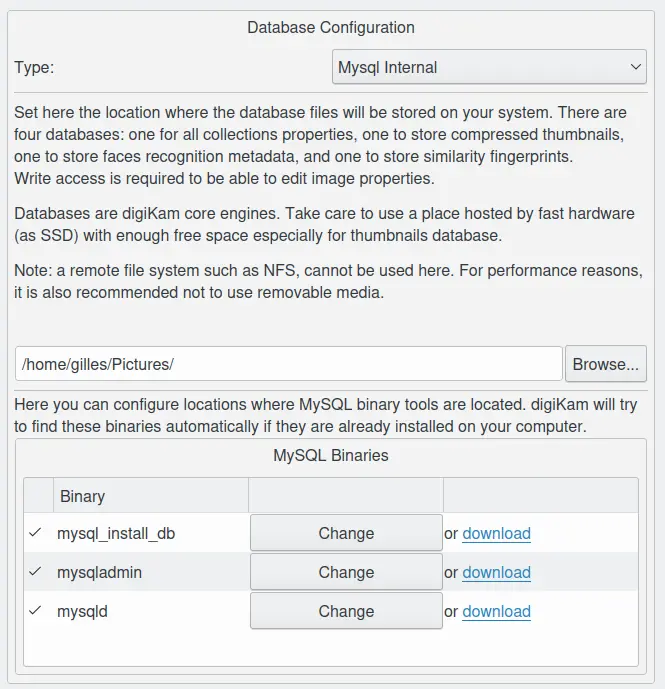 Database Configuration
Type:
Mysql Internal
Set here the location where the database files will be stored on your system. There are
four databases: one for all collections properties, one to store compressed thumbnails,
one to store faces recognition metadata, and one to store similarity fingerprints.
Write access is required to be able to edit image properties.
Databases are digiKam core engines. Take care to use a place hosted by fast hardware
(as SSD) with enough free space especially for thumbnails database.
Note: a remote file system such as NFS, cannot be used here. For performance reasons,
it is also recommended not to use removable media.
/home/gilles/Pictures/
Browse...
Here you can configure locations where MySQL binary tools are located. digiKam will try
to find these binaries automatically if they are already installed on your computer.
MySQL Binaries
Binary
mysql_install_db Change or download
mysqladmin Change or download
mysqld Change or download